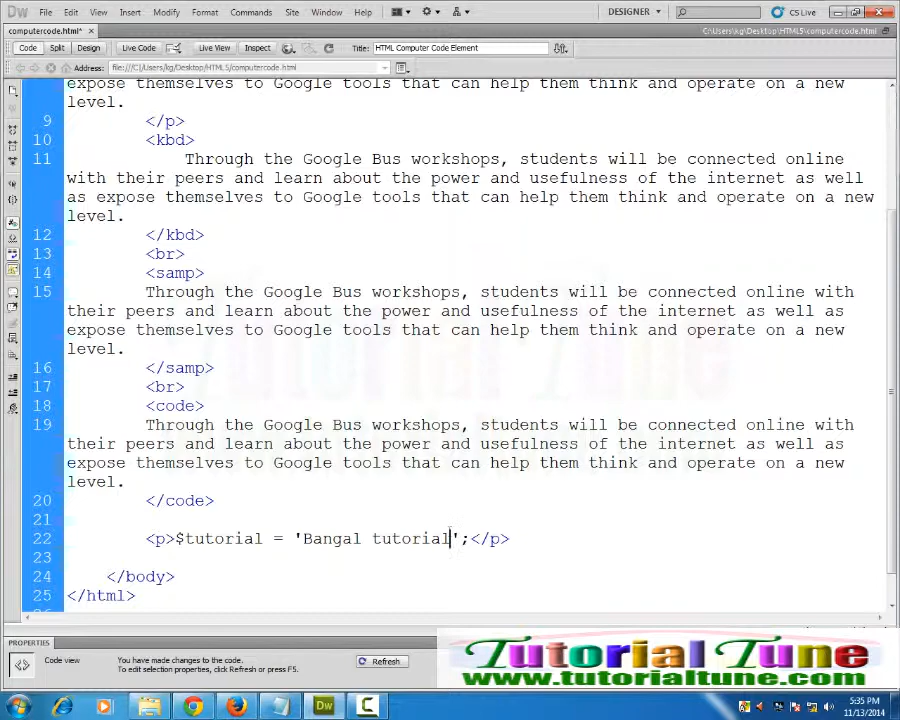 Dw File Edit View Insert Modify Format Commands Site Window Help DESIGNER CS Live
computercode.html* × C:\Users\kg\Desktop\HTML5\computercode.html
Code Split Design Live Code Live View Inspect Title: HTML Computer Code Element
Address: file:///C|/Users/kg/Desktop/HTML5/computercode.html
expose themselves to Google tools that can help them think and operate on a new
level.
9 </p>
10 <kbd>
11 Through the Google Bus workshops, students will be connected online
with their peers and learn about the power and usefulness of the internet as well
as expose themselves to Google tools that can help them think and operate on a new
level.
12 </kbd>
13 <br>
14 <samp>
15 Through the Google Bus workshops, students will be connected online with
their peers and learn about the power and usefulness of the internet as well as
expose themselves to Google tools that can help them think and operate on a new
level.
16 </samp>
17 <br>
18 <code>
19 Through the Google Bus workshops, students will be connected online with
their peers and learn about the power and usefulness of the internet as well as
expose themselves to Google tools that can help them think and operate on a new
level.
20 </code>
21
22 <p>$tutorial = 'Bangal tutorial';</p>
23
24 </body>
25 </html>
26
PROPERTIES
Code view You have made changes to the code. Refresh
To edit selection properties, click Refresh or press F5.
Tutorial Tune
www.tutorialtune.com
Dw
5:35 PM
11/13/2014